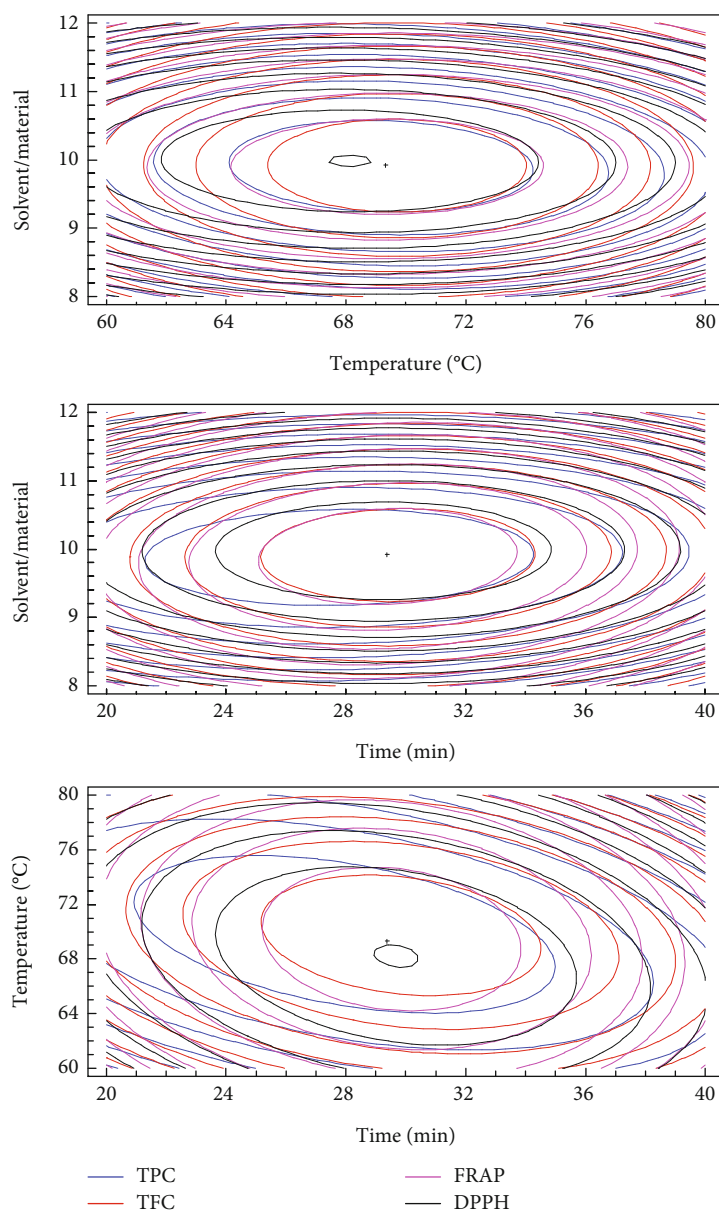 12
11
10
9
8
Solvent/material
60 64 68 72 76 80
Temperature (°C)
12
11
10
9
8
Solvent/material
20 24 28 32 36 40
Time (min)
80
76
72
68
64
60
Temperature (°C)
20 24 28 32 36 40
Time (min)
TPC FRAP
TFC DPPH